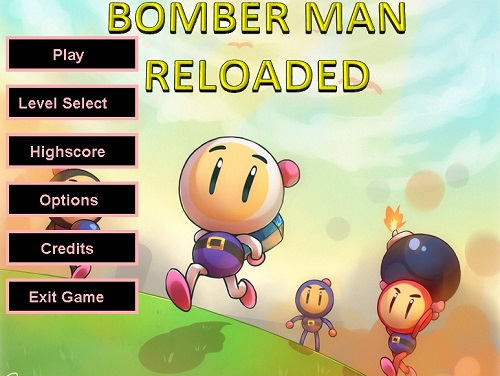 BOMBER MAN
RELOADED
Play
Level Select
Highscore
Options
Credits
Exit Game